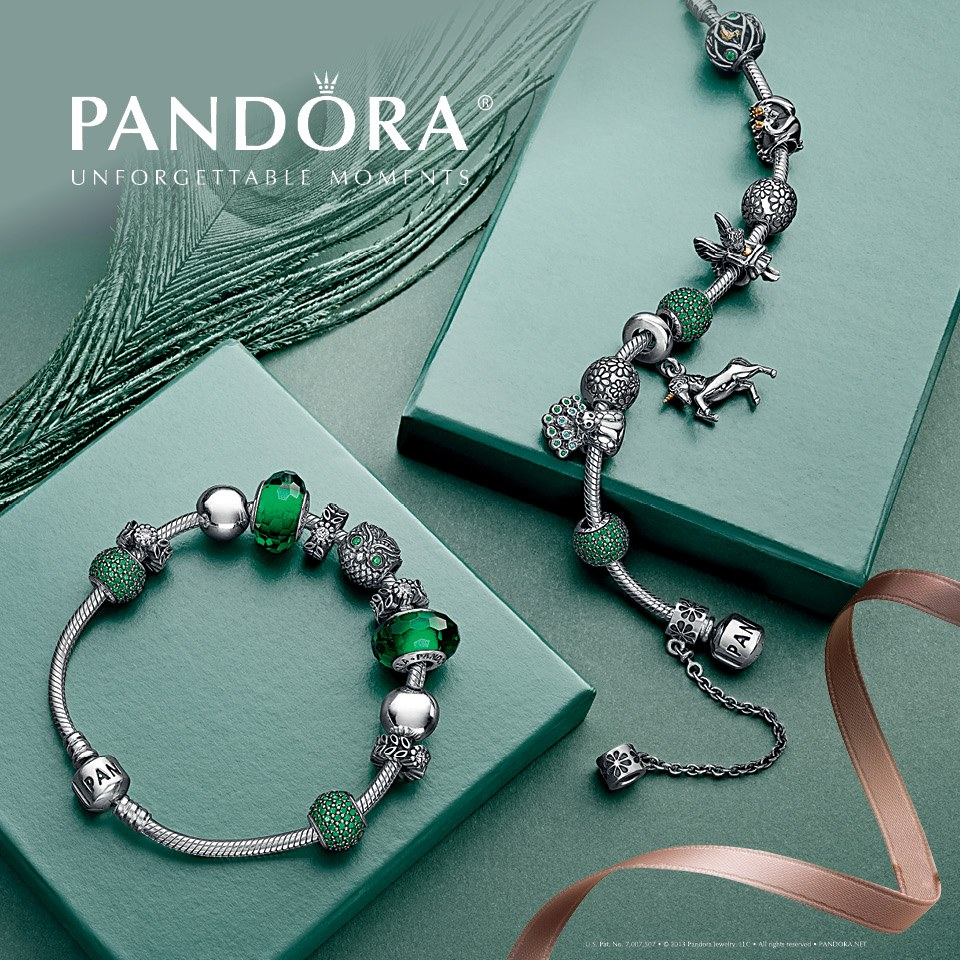 PANDORA®
UNFORGETTABLE MOMENTS
PAN
PANDO
PAN
U.S. Pat. No. 7,007,507 • © 2013 Pandora Jewelry, LLC • All rights reserved • PANDORA.NET